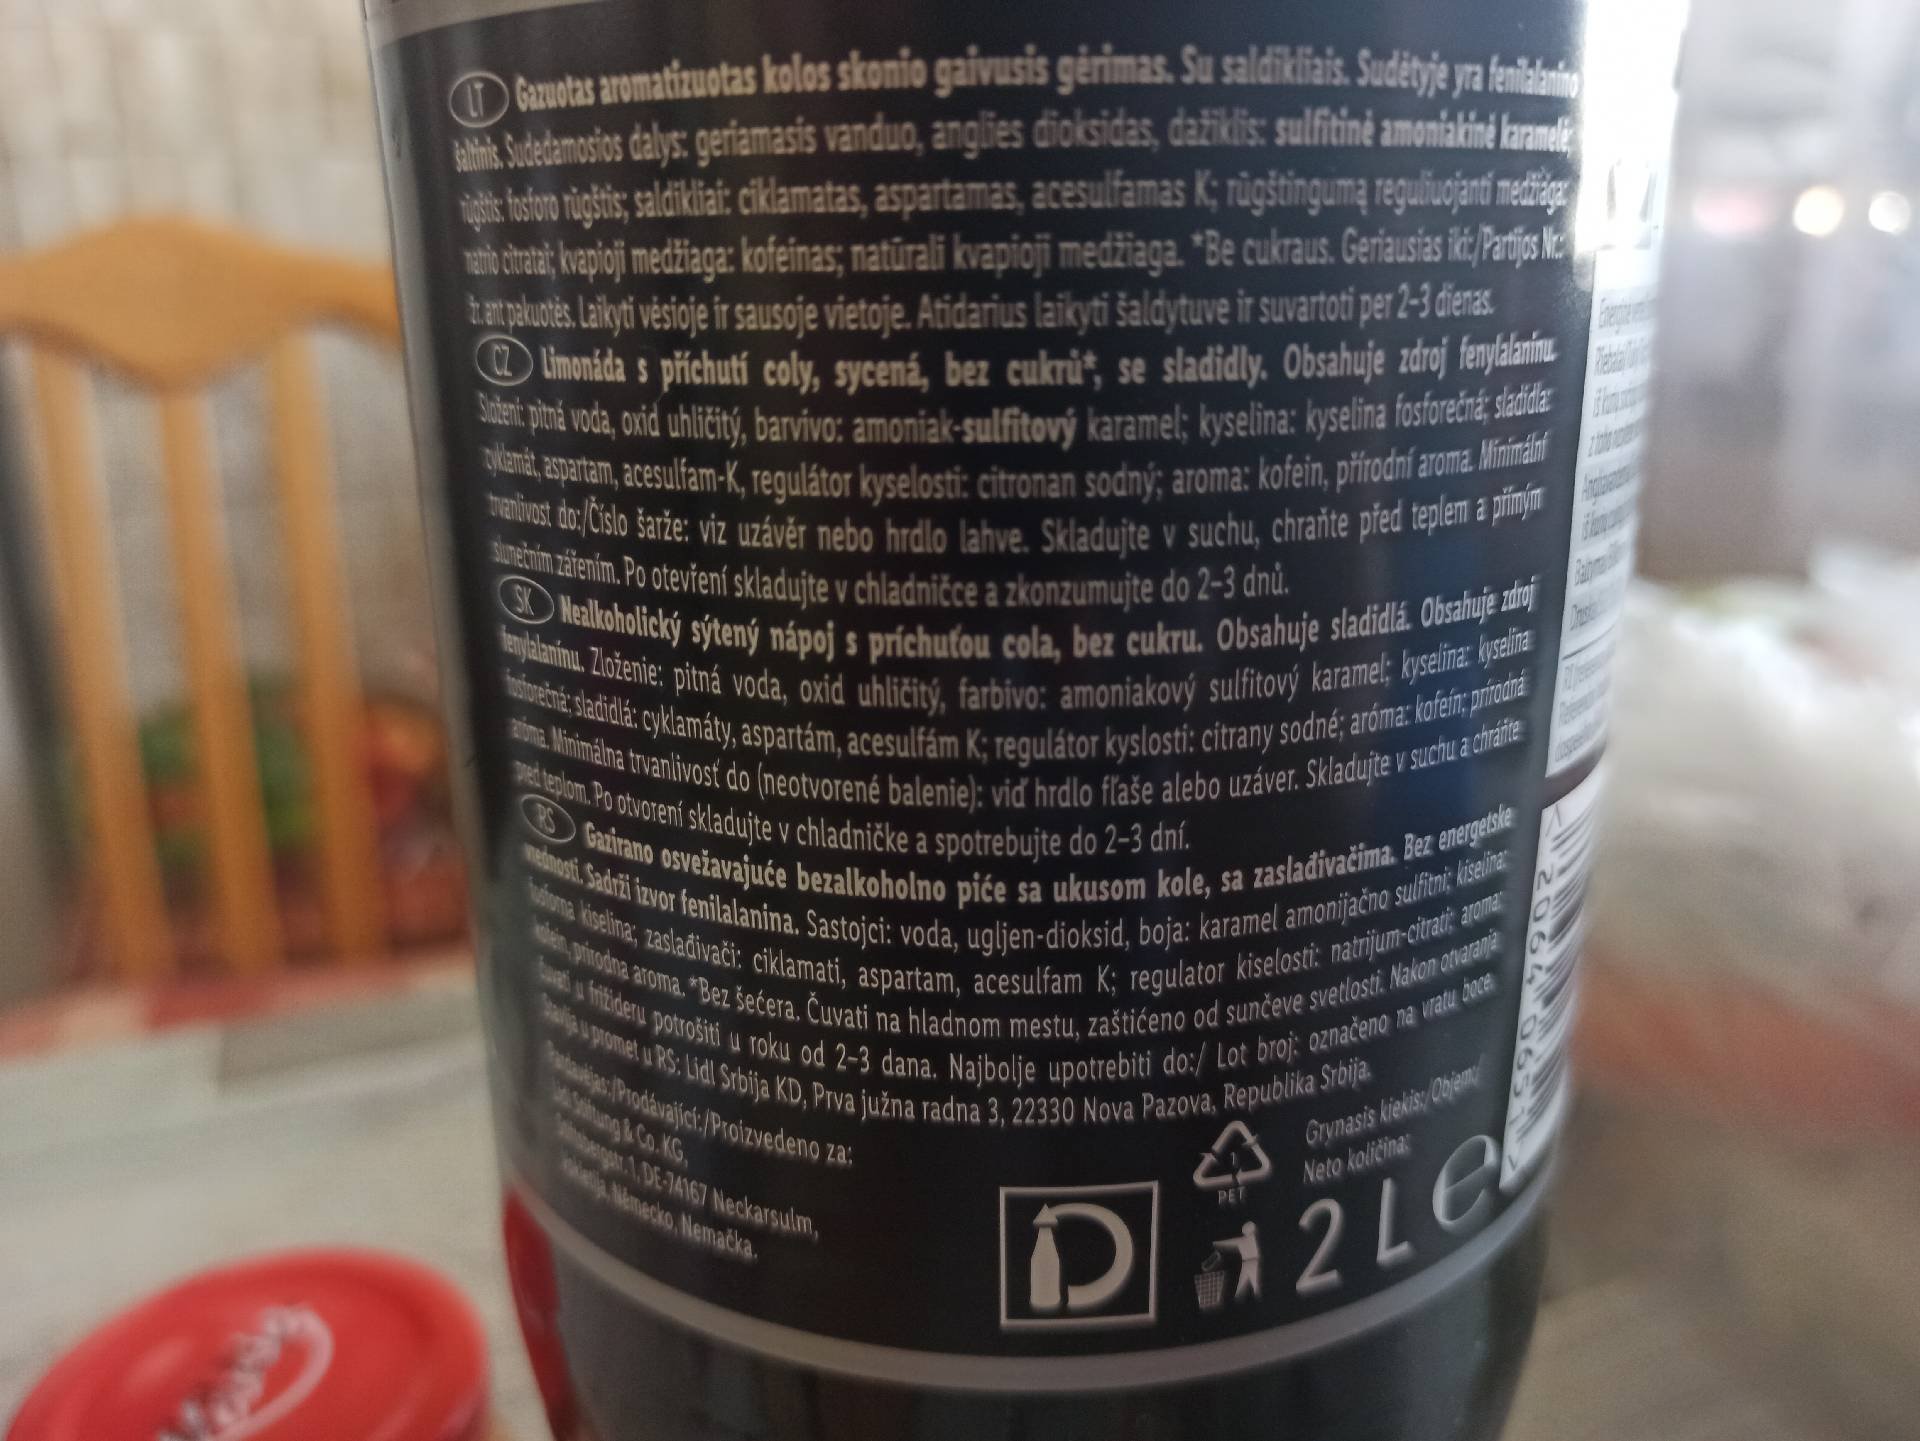 LT Gazuotas aromatizuotas kolos skonio gaivusis gėrimas. Su saldikliais. Sudėtyje yra fenilalanino
šaltinis. Sudedamosios dalys: geriamasis vanduo, anglies dioksidas, dažiklis: sulfitinė amoniakinė karamelė;
rūgštis: fosforo rūgštis; saldikliai: ciklamatas, aspartamas, acesulfamas K; rūgštingumą reguliuojanti medžiaga:
natrio citratai; kvapioji medžiaga: kofeinas; natūrali kvapioji medžiaga. *Be cukraus. Geriausias iki:/Partijos Nr.:
žr. ant pakuotės. Laikyti vėsioje ir sausoje vietoje. Atidarius laikyti šaldytuve ir suvartoti per 2-3 dienas.
CZ Limonáda s příchutí coly, sycená, bez cukrů*, se sladidly. Obsahuje zdroj fenylalaninu.
Složení: pitná voda, oxid uhličitý, barvivo: amoniak-sulfitový karamel; kyselina: kyselina fosforečná; sladidla:
cyklamát, aspartam, acesulfam-K, regulátor kyselosti: citronan sodný; aroma: kofein, přírodní aroma. Minimální
trvanlivost do:/Číslo šarže: viz uzávěr nebo hrdlo lahve. Skladujte v suchu, chraňte před teplem a přímým
slunečním zářením. Po otevření skladujte v chladničce a zkonzumujte do 2-3 dnů.
SK Nealkoholický sýtený nápoj s príchuťou cola, bez cukru. Obsahuje sladidlá. Obsahuje zdroj
fenylalanínu. Zloženie: pitná voda, oxid uhličitý, farbivo: amoniakový sulfitový karamel; kyselina: kyselina
fosforečná; sladidlá: cyklamáty, aspartám, acesulfám K; regulátor kyslosti: citrany sodné; aróma: kofeín; prírodná
aróma. Minimálna trvanlivosť do (neotvorené balenie): viď hrdlo fľaše alebo uzáver. Skladujte v suchu a chráňte
pred teplom. Po otvorení skladujte v chladničke a spotrebujte do 2-3 dní.
RS Gazirano osvežavajuće bezalkoholno piće sa ukusom kole, sa zaslađivačima. Bez energetske
vrednosti. Sadrži izvor fenilalanina. Sastojci: voda, ugljen-dioksid, boja: karamel amonijačno sulfitni; kiselina:
fosforna kiselina; zaslađivači: ciklamati, aspartam, acesulfam K; regulator kiselosti: natrijum-citrati; aroma:
kofein, prirodna aroma. *Bez šećera. Čuvati na hladnom mestu, zaštićeno od sunčeve svetlosti. Nakon otvaranja
čuvati u frižideru potrošiti u roku od 2-3 dana. Najbolje upotrebiti do:/ Lot broj: označeno na vratu boce.
Stavlja u promet u RS: Lidl Srbija KD, Prva južna radna 3, 22330 Nova Pazova, Republika Srbija.
Pardavėjas:/Prodávající:/Proizvedeno za:
Lidl Stiftung & Co. KG,
Stiftsbergstr. 1, DE-74167 Neckarsulm,
Vokietija, Německo, Nemačka.
PET
Grynasis kiekis:/Objem:/
Neto količina:
2 L e